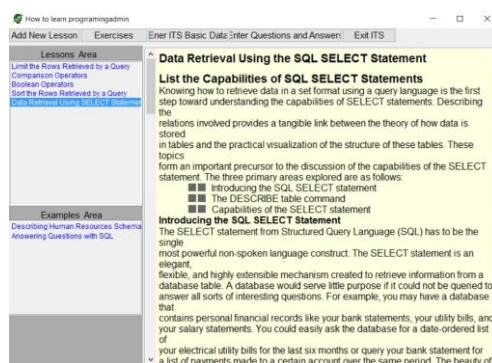 How to learn programingadmin
Add New Lesson Exercises Ener ITS Basic Data Enter Questions and Answers Exit ITS
Lessons Area
Limit the Rows Retrieved by a Query
Comparison Operators
Boolean Operators
Sort the Rows Retrieved by a Query
Data Retrieval Using SELECT Statemen
Examples Area
Describing Human Resources Schema
Answering Questions with SQL
Data Retrieval Using the SQL SELECT Statement
List the Capabilities of SQL SELECT Statements
Knowing how to retrieve data in a set format using a query language is the first
step toward understanding the capabilities of SELECT statements. Describing
the
relations involved provides a tangible link between the theory of how data is
stored
in tables and the practical visualization of the structure of these tables. These
topics
form an important precursor to the discussion of the capabilities of the SELECT
statement. The three primary areas explored are as follows:
Introducing the SQL SELECT statement
The DESCRIBE table command
Capabilities of the SELECT statement
Introducing the SQL SELECT Statement
The SELECT statement from Structured Query Language (SQL) has to be the
single
most powerful non-spoken language construct. The SELECT statement is an
elegant,
flexible, and highly extensible mechanism created to retrieve information from a
database table. A database would serve little purpose if it could not be queried to
answer all sorts of interesting questions. For example, you may have a database
that
contains personal financial records like your bank statements, your utility bills, and
your salary statements. You could easily ask the database for a date-ordered list
of
your electrical utility bills for the last six months or query your bank statement for
a list of payments made to a certain account over the same period. The beauty of